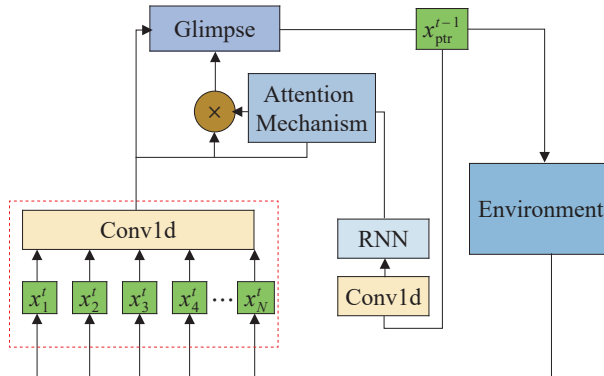 Glimpse
x_ptr^{t−1}
×
Attention
Mechanism
Environment
Conv1d
RNN
Conv1d
x_1^t x_2^t x_3^t x_4^t ··· x_N^t